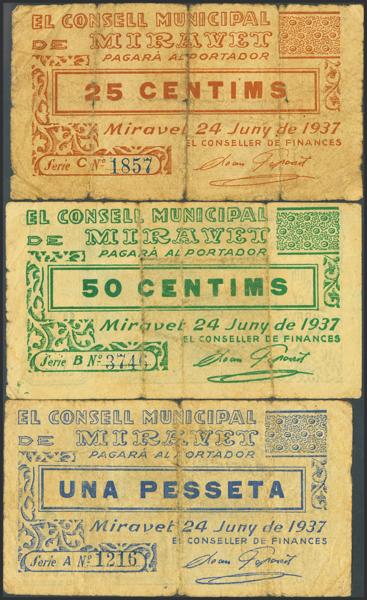 EL CONSELL MUNICIPAL
DE MIRAVET
PAGARÀ AL PORTADOR
25 CENTIMS
Miravet 24 Juny de 1937
EL CONSELLER DE FINANCES
Serie C Nº 1857
EL CONSELL MUNICIPAL
DE MIRAVET
PAGARÀ AL PORTADOR
50 CENTIMS
Miravet 24 Juny de 1937
EL CONSELLER DE FINANCES
Serie B Nº 3746
EL CONSELL MUNICIPAL
DE MIRAVET
PAGARÀ AL PORTADOR
UNA PESSETA
Miravet 24 Juny de 1937
EL CONSELLER DE FINANCES
Serie A Nº 1216